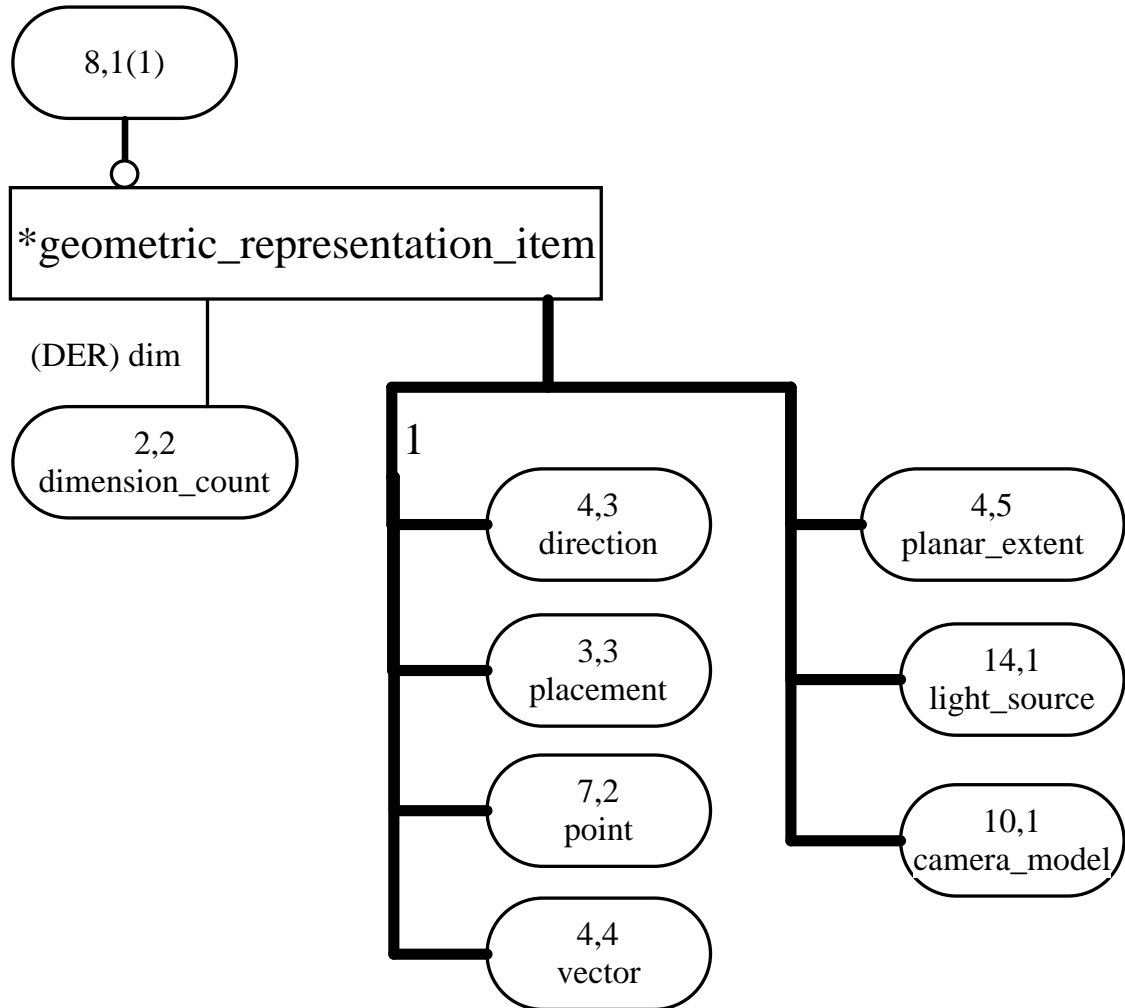 8,1(1)
*geometric_representation_item
(DER) dim
2,2
dimension_count
1
4,3
direction
3,3
placement
7,2
point
4,4
vector
4,5
planar_extent
14,1
light_source
10,1
camera_model